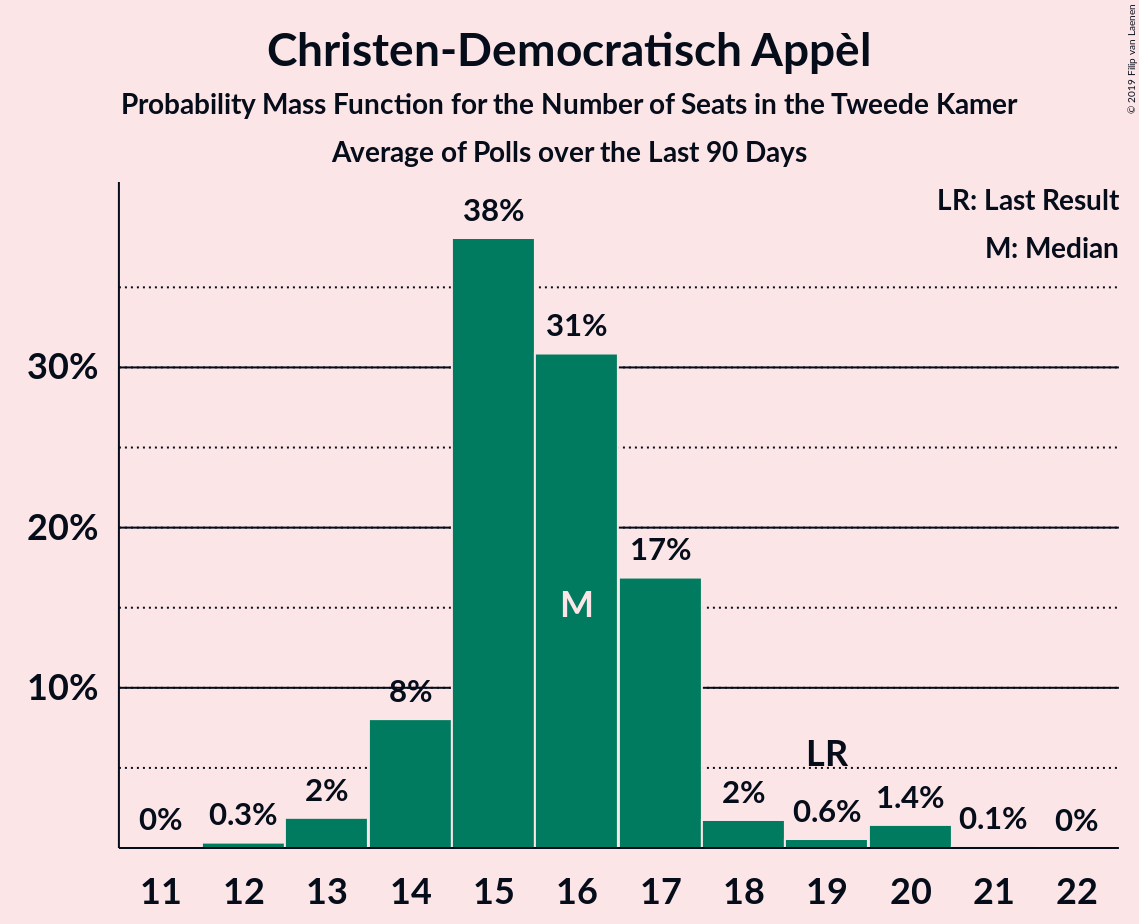 Christen-Democratisch Appèl
Probability Mass Function for the Number of Seats in the Tweede Kamer
Average of Polls over the Last 90 Days
© 2019 Filip van Laenen
LR: Last Result
M: Median
38%
31%
30%
20%
17%
M
10%
8%
LR
2%
2%
1.4%
0%
0.3%
0.6%
0.1%
0%
11 12 13 14 15 16 17 18 19 20 21 22